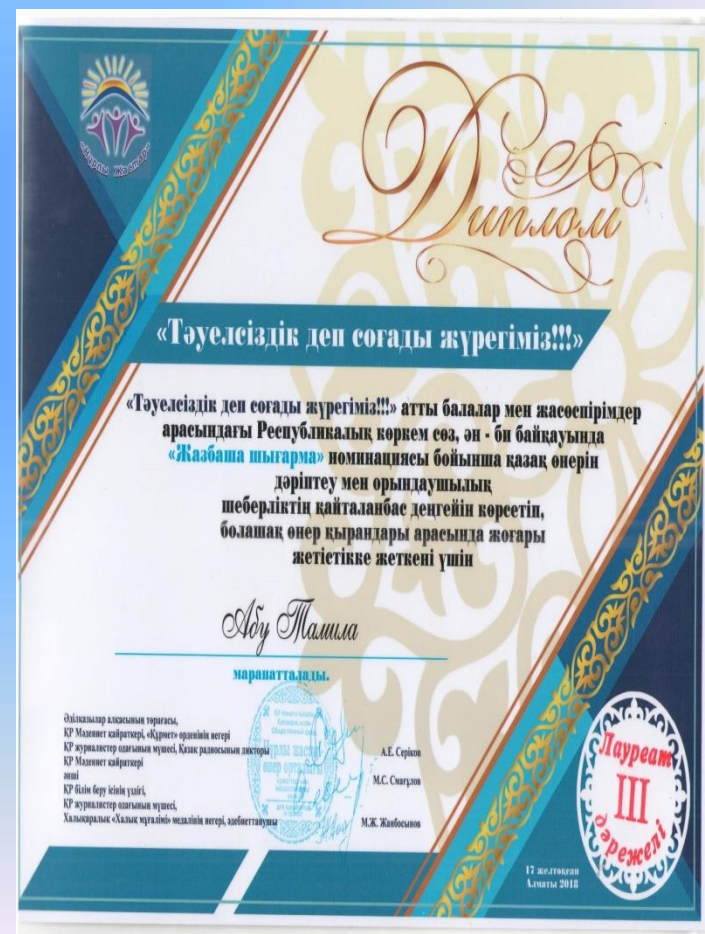 «Нұрлы Жастар»
Диплом
«Тәуелсіздік деп соғады жүрегіміз!!!»
«Тәуелсіздік деп соғады жүрегіміз!!!» атты балалар мен жасөспірімдер
арасындағы Республикалық көркем сөз, ән - би байқауында
«Жазбаша шығарма» номинациясы бойынша қазақ өнерін
дәріптеу мен орындаушылық
шеберліктің қайталанбас деңгейін көрсетіп,
болашақ өнер қырандары арасында жоғары
жетістікке жеткені үшін
Абу Тамила
марапатталады.
Әділқазылар алқасының төрағасы,
ҚР Мәдениет қайраткері, «Құрмет» орденінің иегері
ҚР журналистер одағының мүшесі, Қазақ радиосының дикторы А.Е. Серіков
ҚР Мәдениет қайраткері
әнші М.С. Смағұлов
ҚР білім беру ісінің үздігі,
ҚР журналистер одағының мүшесі,
Халықаралық «Халық мұғалімі» медалінің иегері, әдебиеттанушы М.Ж. Жанбосынов
Лауреат
III
дәрежелі
17 желтоқсан
Алматы 2018